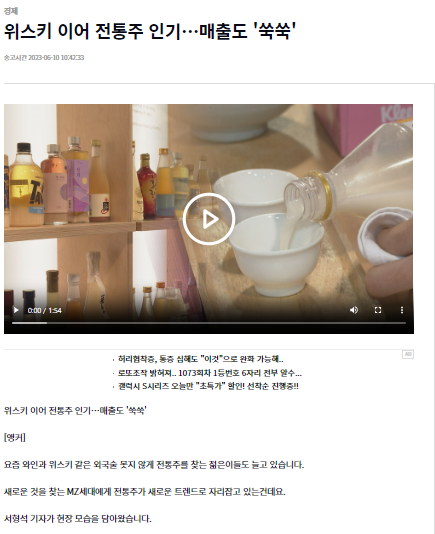 경제
위스키 이어 전통주 인기…매출도 '쑥쑥'
송고시간 2023-06-10 10:42:33
0:00 / 1:54
AD
· 허리협착증, 통증 심해도 "이것"으로 완화 가능해..
· 로또조작 밝혀져.. 1073회차 1등번호 6자리 전부 일수...
· 갤럭시 S시리즈 오늘만 "초특가" 할인! 선착순 진행중!!
위스키 이어 전통주 인기…매출도 '쑥쑥'
[앵커]
요즘 와인과 위스키 같은 외국술 못지 않게 전통주를 찾는 젊은이들도 늘고 있습니다.
새로운 것을 찾는 MZ세대에게 전통주가 새로운 트렌드로 자리잡고 있는건데요.
서형석 기자가 현장 모습을 담아왔습니다.